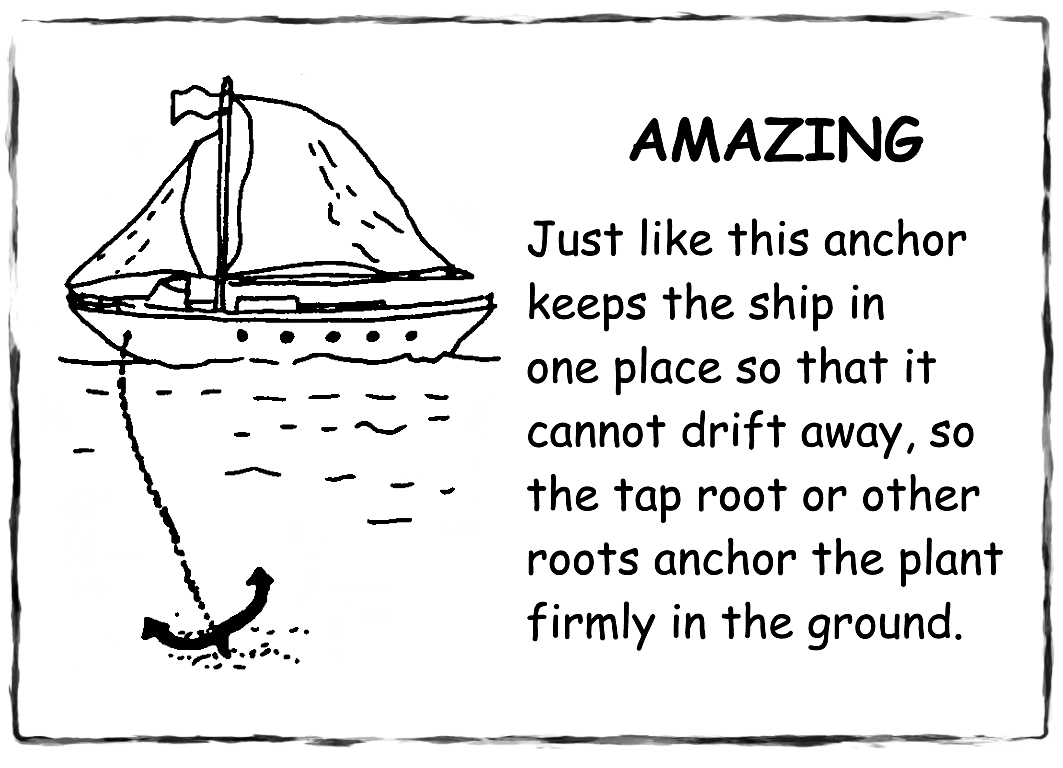 AMAZING
Just like this anchor
keeps the ship in
one place so that it
cannot drift away, so
the tap root or other
roots anchor the plant
firmly in the ground.